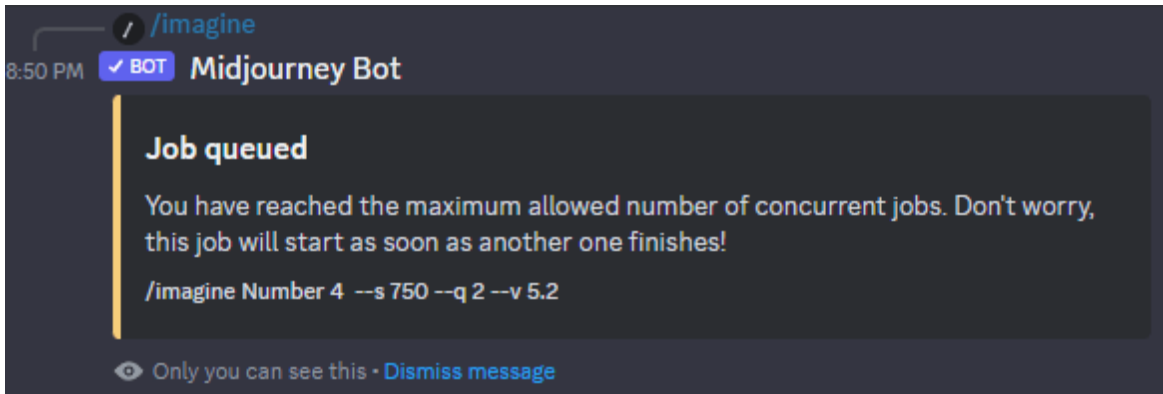 /imagine
8:50 PM ✓ BOT Midjourney Bot
Job queued
You have reached the maximum allowed number of concurrent jobs. Don't worry,
this job will start as soon as another one finishes!
/imagine Number 4 --s 750 --q 2 --v 5.2
Only you can see this • Dismiss message